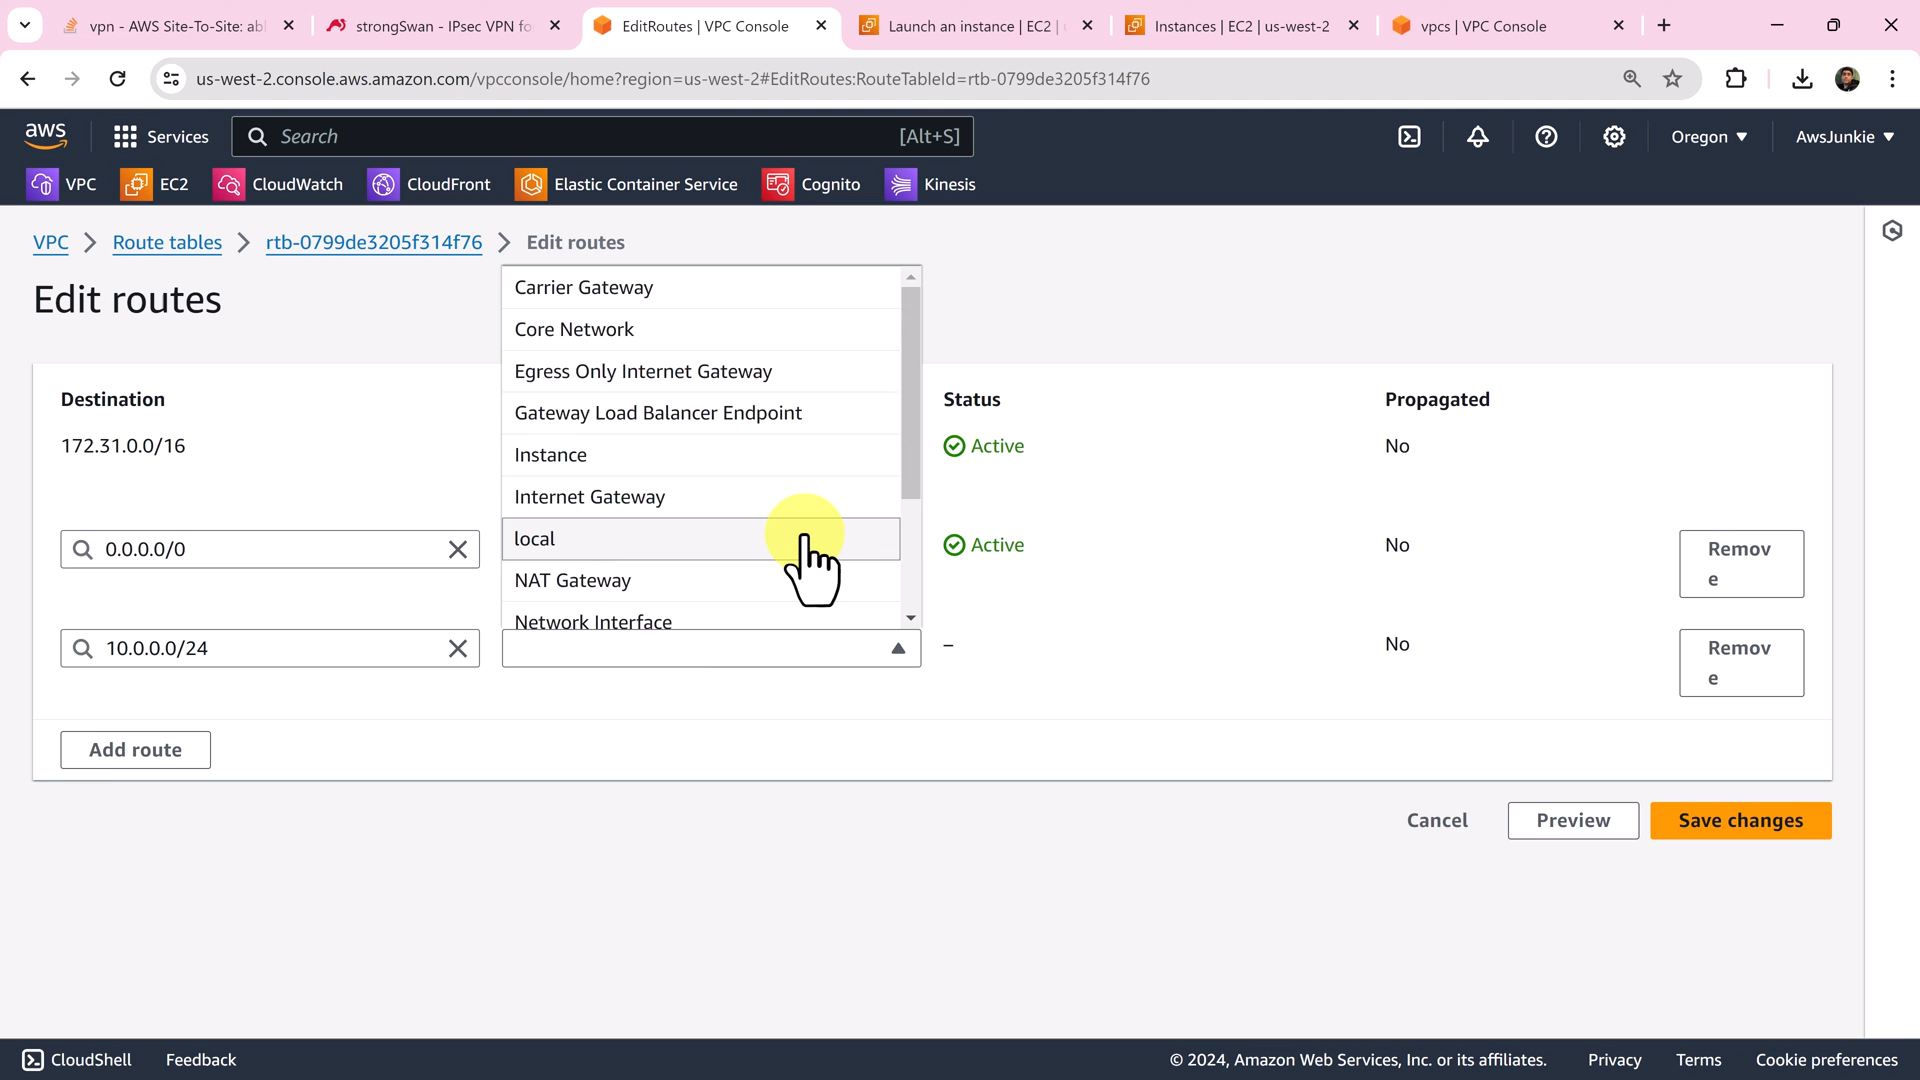 vpn - AWS Site-To-Site: abl
strongSwan - IPsec VPN fo
EditRoutes | VPC Console
Launch an instance | EC2 |
Instances | EC2 | us-west-2
vpcs | VPC Console
us-west-2.console.aws.amazon.com/vpcconsole/home?region=us-west-2#EditRoutes:RouteTableId=rtb-0799de3205f314f76
aws
Services
Search
[Alt+S]
Oregon
AwsJunkie
VPC
EC2
CloudWatch
CloudFront
Elastic Container Service
Cognito
Kinesis
VPC
Route tables
rtb-0799de3205f314f76
Edit routes
Edit routes
Carrier Gateway
Core Network
Egress Only Internet Gateway
Gateway Load Balancer Endpoint
Instance
Internet Gateway
local
NAT Gateway
Network Interface
Destination
Status
Propagated
172.31.0.0/16
Active
No
0.0.0.0/0
Active
No
Remov
e
10.0.0.0/24
–
No
Remov
e
Add route
Cancel
Preview
Save changes
CloudShell
Feedback
© 2024, Amazon Web Services, Inc. or its affiliates.
Privacy
Terms
Cookie preferences